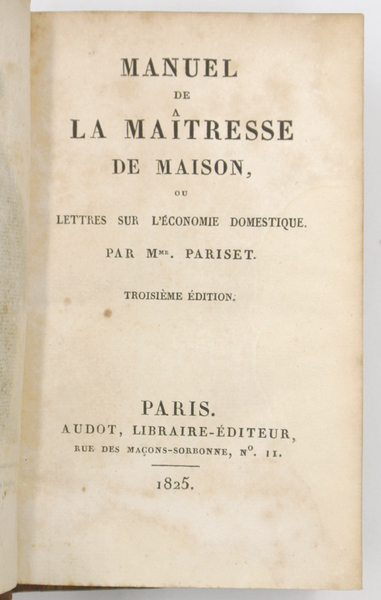 MANUEL
DE
LA MAÎTRESSE
DE MAISON,
OU
LETTRES SUR L'ÉCONOMIE DOMESTIQUE.
PAR MME. PARISET.
TROISIÈME ÉDITION.
PARIS.
AUDOT, LIBRAIRE-ÉDITEUR,
RUE DES MAÇONS-SORBONNE, No. 11.
1825.